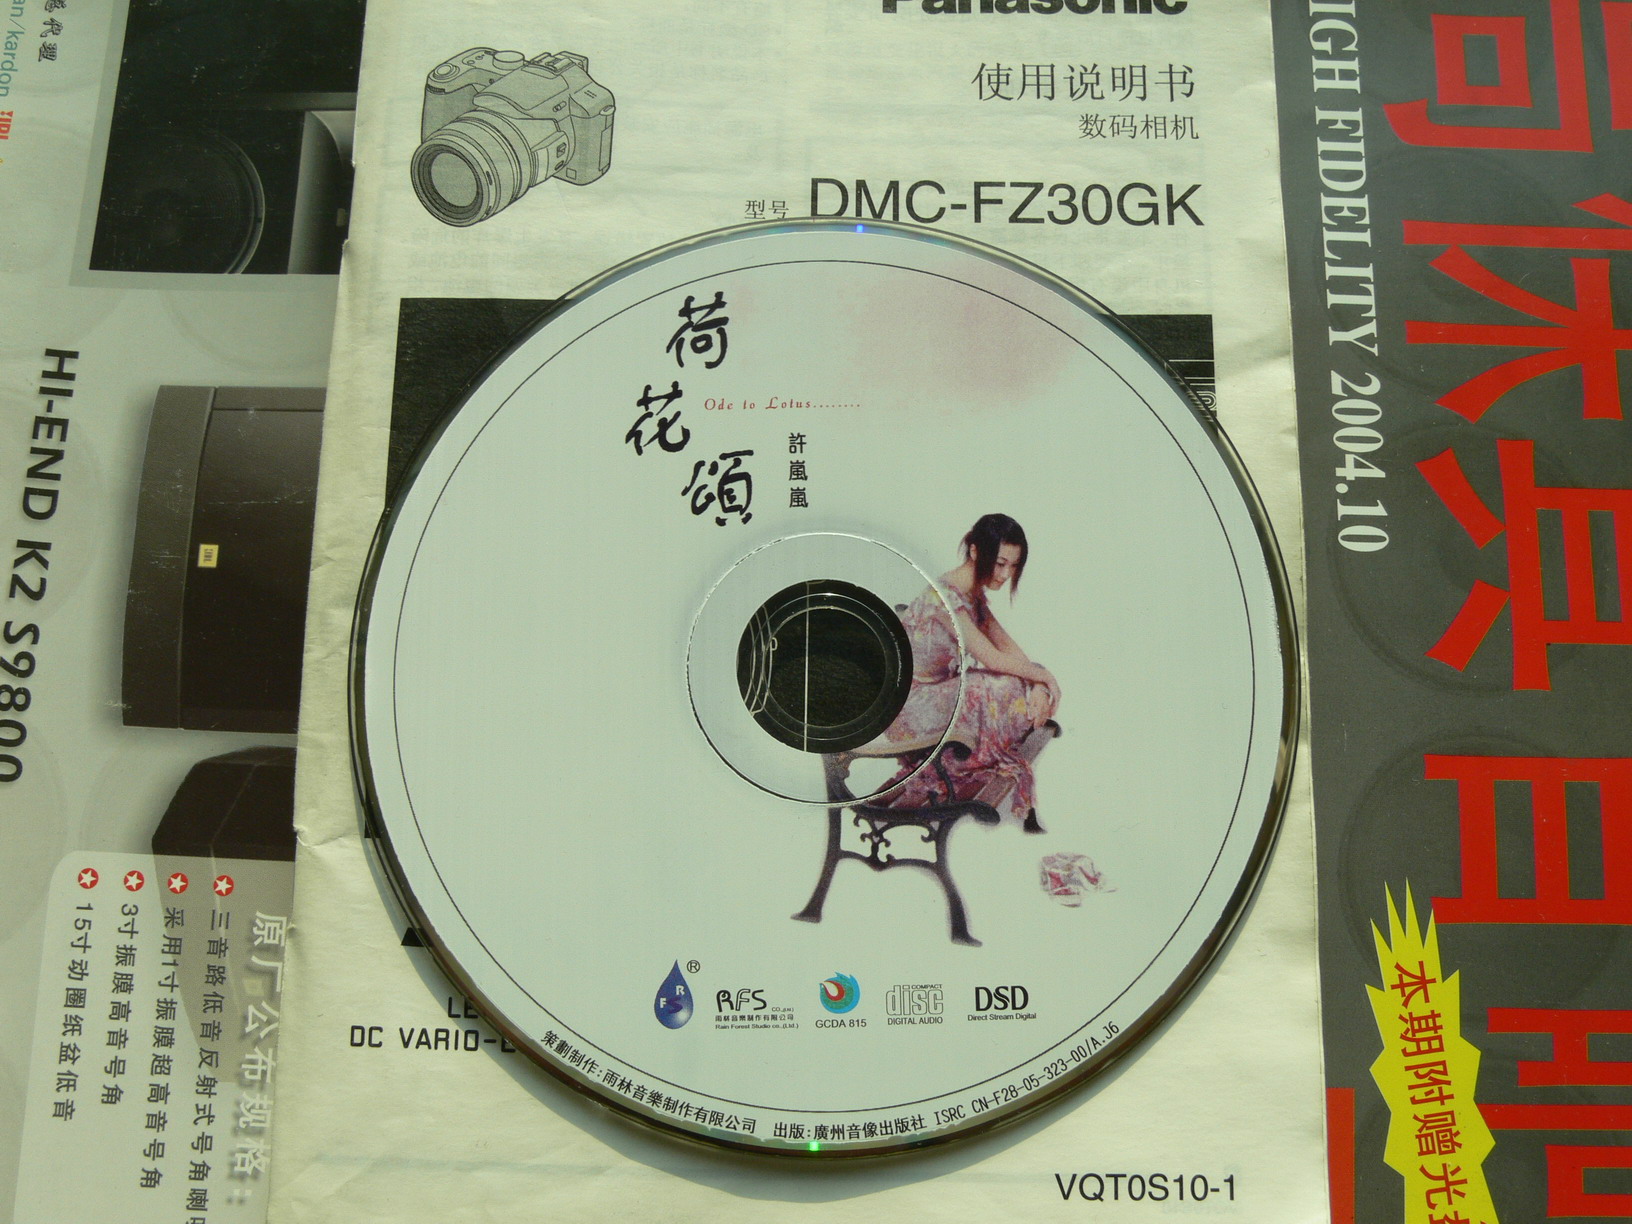 Panasonic
使用说明书
数码相机
型号 DMC-FZ30GK
荷花頌
Ode to Lotus........
許嵐嵐
FSR
®
RFS CO.,(H.K)
雨林音樂制作有限公司
Rain Forest Studio co.,(Ltd.)
GCDA 815
COMPACT
disc
DIGITAL AUDIO
DSD
Direct Stream Digital
策劃制作:雨林音樂制作有限公司 出版:廣州音像出版社 ISRC CN-F28-05-323-00/A.J6
DC VARIO-
VQT0S10-1
HI-END K2 S9800
原厂公布规格:
三音路低音反射式号角喇
采用1寸振膜超高音号角
3寸振膜高音号角
15寸动圈纸盆低音
an/kardon
JBL
HIGH FIDELITY 2004.10
本期附赠光